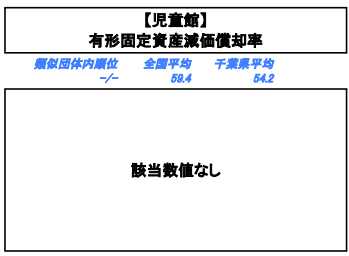 【児童館】
有形固定資産減価償却率
類似団体内順位 全国平均 千葉県平均
-/- 59.4 54.2
該当数値なし